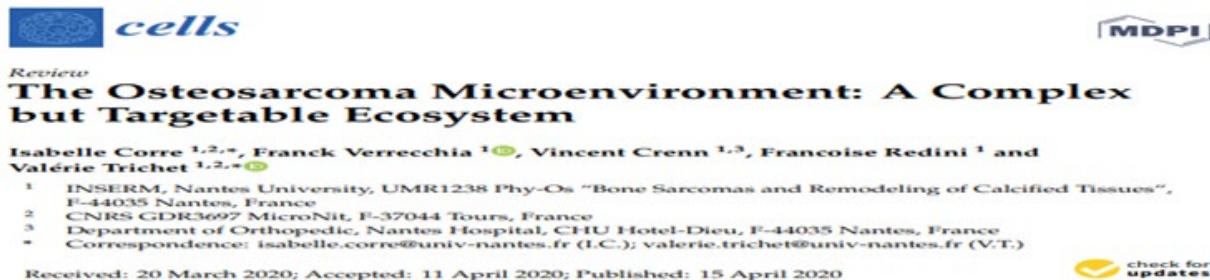 cells
MDPI
Review
The Osteosarcoma Microenvironment: A Complex
but Targetable Ecosystem
Isabelle Corre 1,2,*, Franck Verrecchia 1, Vincent Crenn 1,3, Francoise Redini 1 and
Valérie Trichet 1,2,*
1 INSERM, Nantes University, UMR1238 Phy-Os "Bone Sarcomas and Remodeling of Calcified Tissues",
F-44035 Nantes, France
2 CNRS GDR3697 MicroNit, F-37044 Tours, France
3 Department of Orthopedic, Nantes Hospital, CHU Hotel-Dieu, F-44035 Nantes, France
* Correspondence: isabelle.corre@univ-nantes.fr (I.C.); valerie.trichet@univ-nantes.fr (V.T.)
Received: 20 March 2020; Accepted: 11 April 2020; Published: 15 April 2020
check for
updates